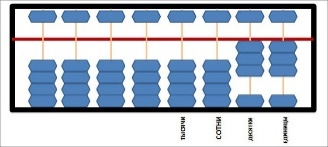 тысячи
СОТНИ
десятки
единицы